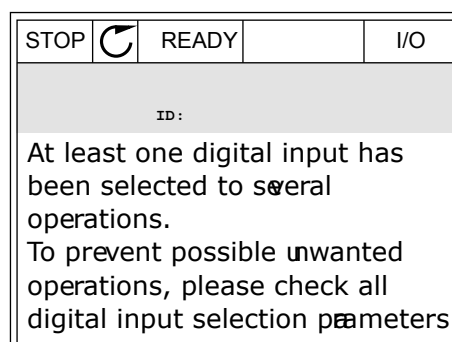 STOP READY I/O
ID:
At least one digital input has
been selected to several
operations.
To prevent possible unwanted
operations, please check all
digital input selection parameters